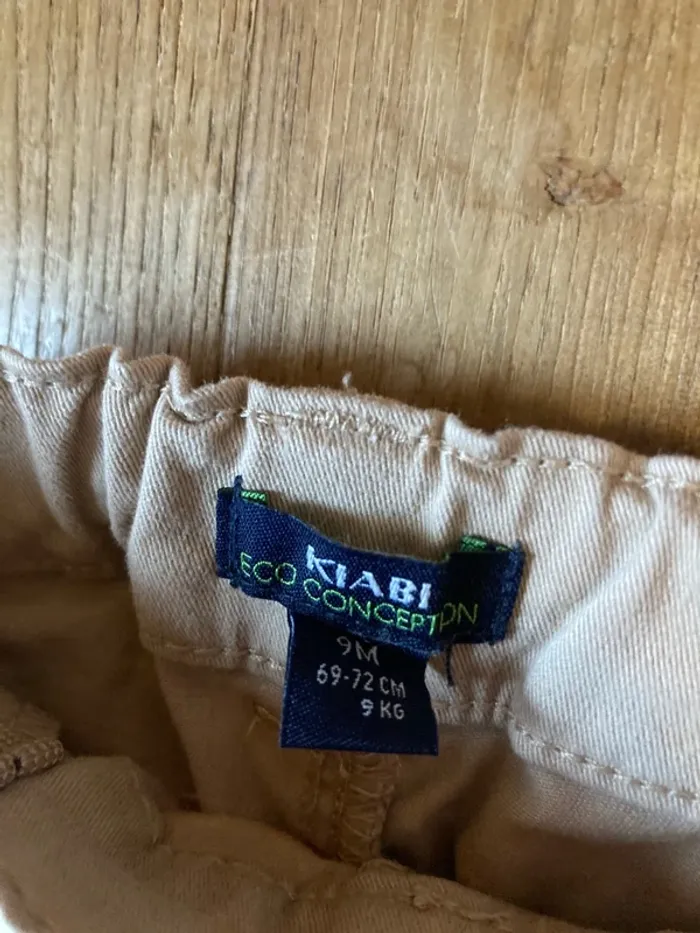 KIABI
ECO CONCEPTION
9M
69-72 CM
9 KG